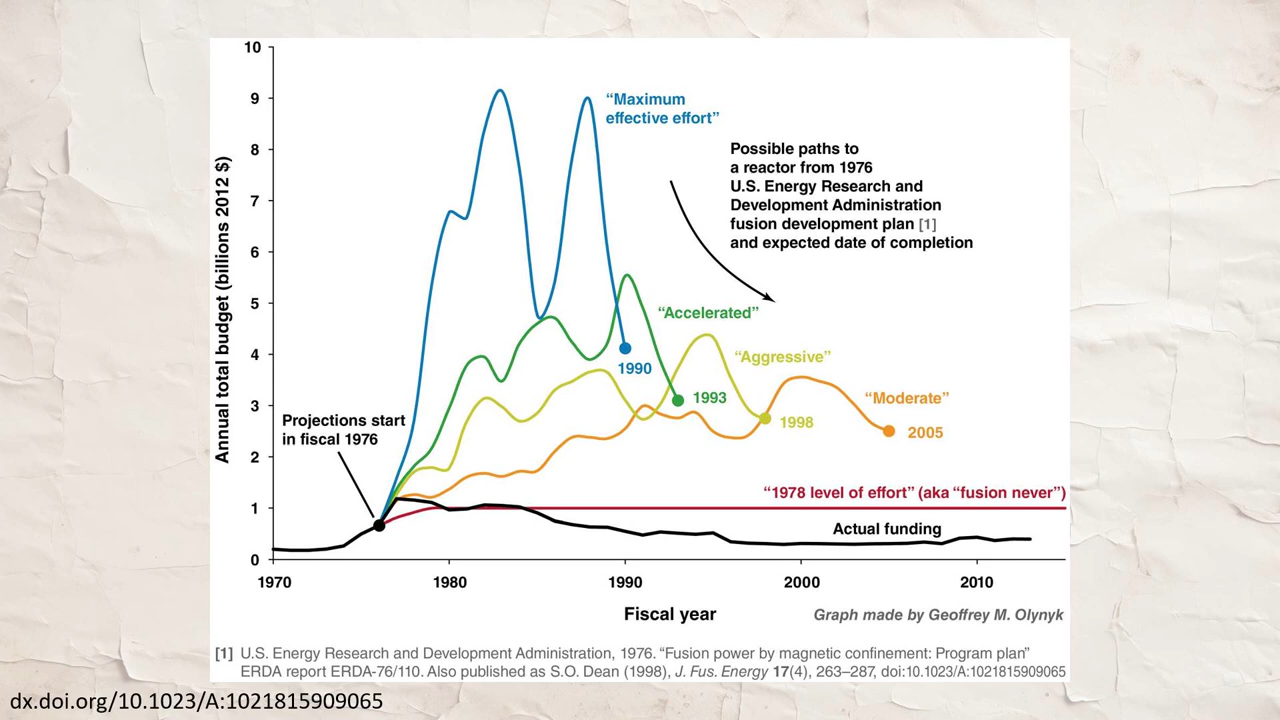 10
9
8
7
6
5
4
3
2
1
0
Annual total budget (billions 2012 $)
“Maximum
effective effort”
Possible paths to
a reactor from 1976
U.S. Energy Research and
Development Administration
fusion development plan [1]
and expected date of completion
“Accelerated”
“Aggressive”
1990
1993
“Moderate”
1998
2005
Projections start
in fiscal 1976
“1978 level of effort” (aka “fusion never”)
Actual funding
1970
1980
1990
2000
2010
Fiscal year
Graph made by Geoffrey M. Olynyk
[1] U.S. Energy Research and Development Administration, 1976. “Fusion power by magnetic confinement: Program plan”
ERDA report ERDA-76/110. Also published as S.O. Dean (1998), J. Fus. Energy 17(4), 263–287, doi:10.1023/A:1021815909065
dx.doi.org/10.1023/A:1021815909065